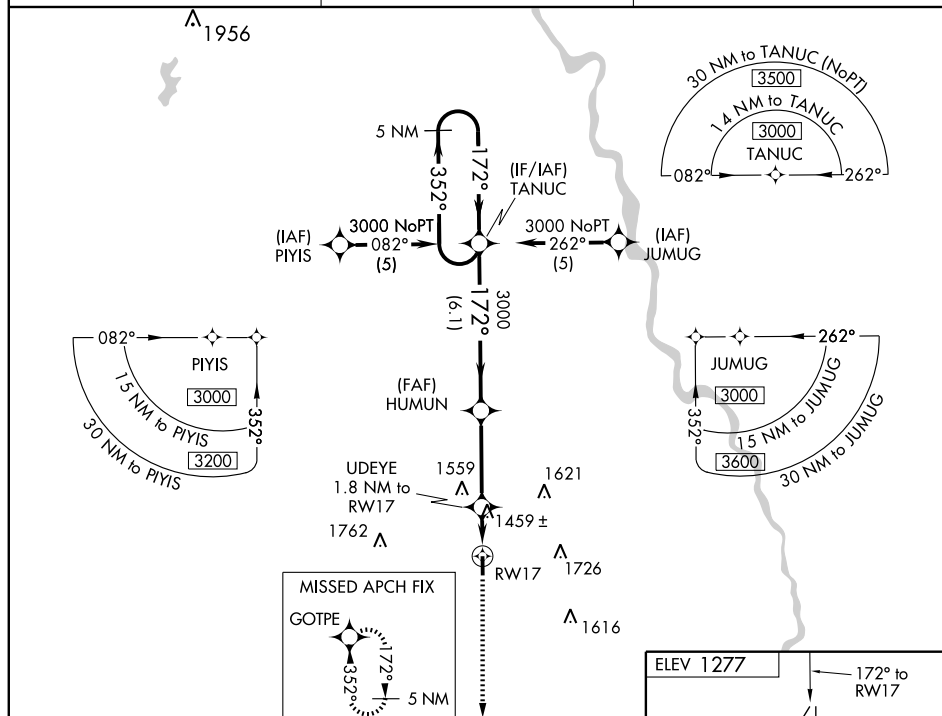 1956
30 NM to TANUC (NoPT)
3500
14 NM to TANUC
3000
TANUC
082°
262°
5 NM
352°
172°
(IF/IAF)
TANUC
(IAF)
PIYIS
3000 NoPT
082°
(5)
3000 NoPT
262°
(5)
(IAF)
JUMUG
3000
172°
(6.1)
082°
PIYIS
3000
15 NM to PIYIS
3200
30 NM to PIYIS
352°
262°
JUMUG
3000
15 NM to JUMUG
3600
30 NM to JUMUG
352°
(FAF)
HUMUN
UDEYE
1.8 NM to
RW17
1559
1621
1459 ±
1762
RW17
1726
1616
MISSED APCH FIX
GOTPE
352°
172°
5 NM
ELEV 1277
172° to
RW17